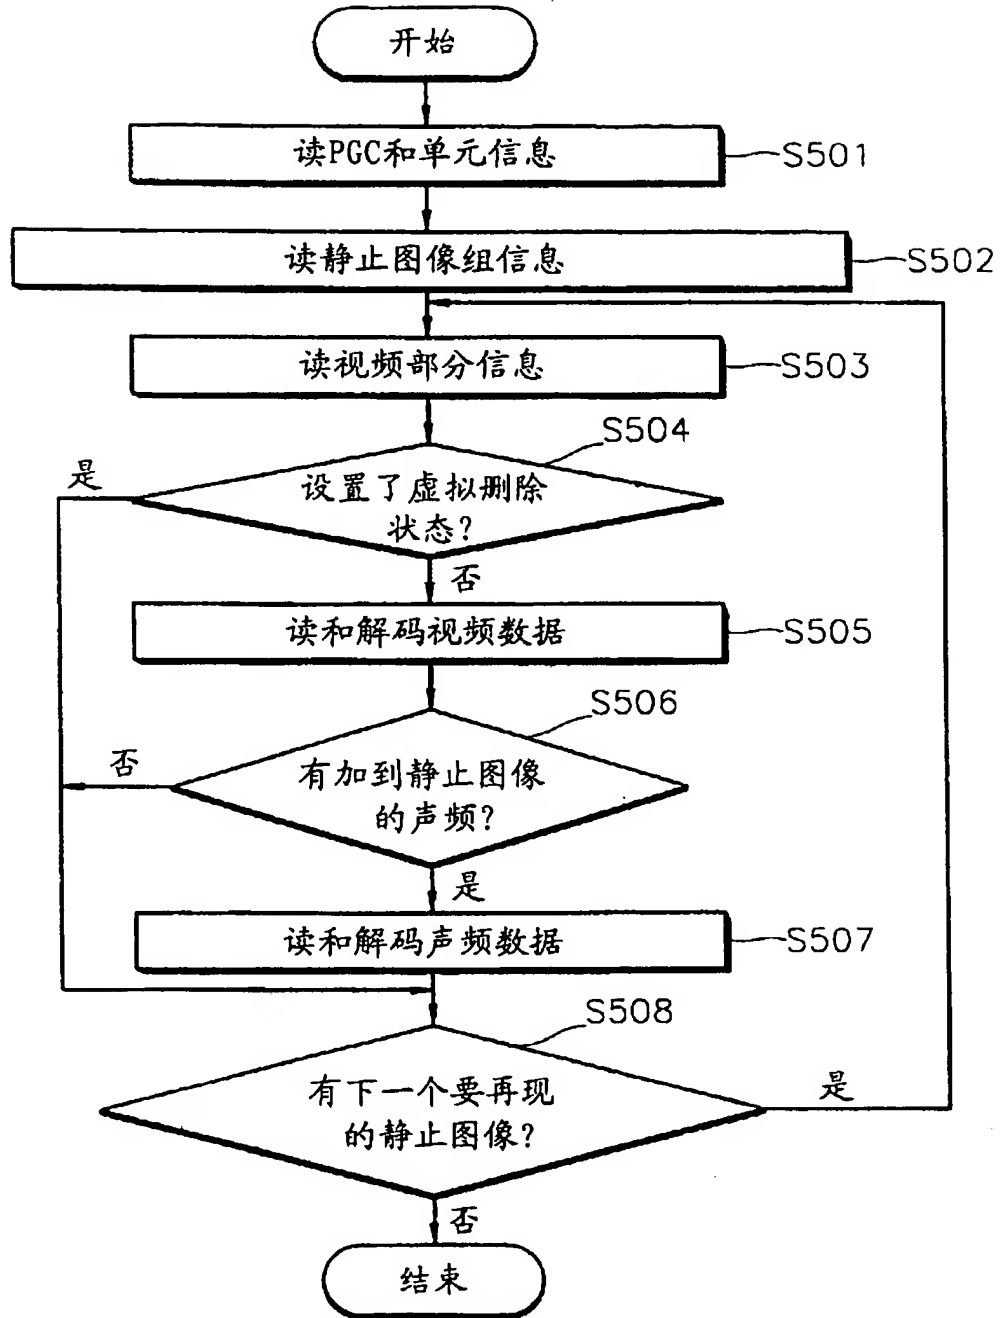 开始
读PGC和单元信息
S501
读静止图像组信息
S502
读视频部分信息
S503
S504
是
设置了虚拟删除
状态？
否
读和解码视频数据
S505
S506
否
有加到静止图像
的声频？
是
读和解码声频数据
S507
S508
有下一个要再现
的静止图像？
是
否
结束